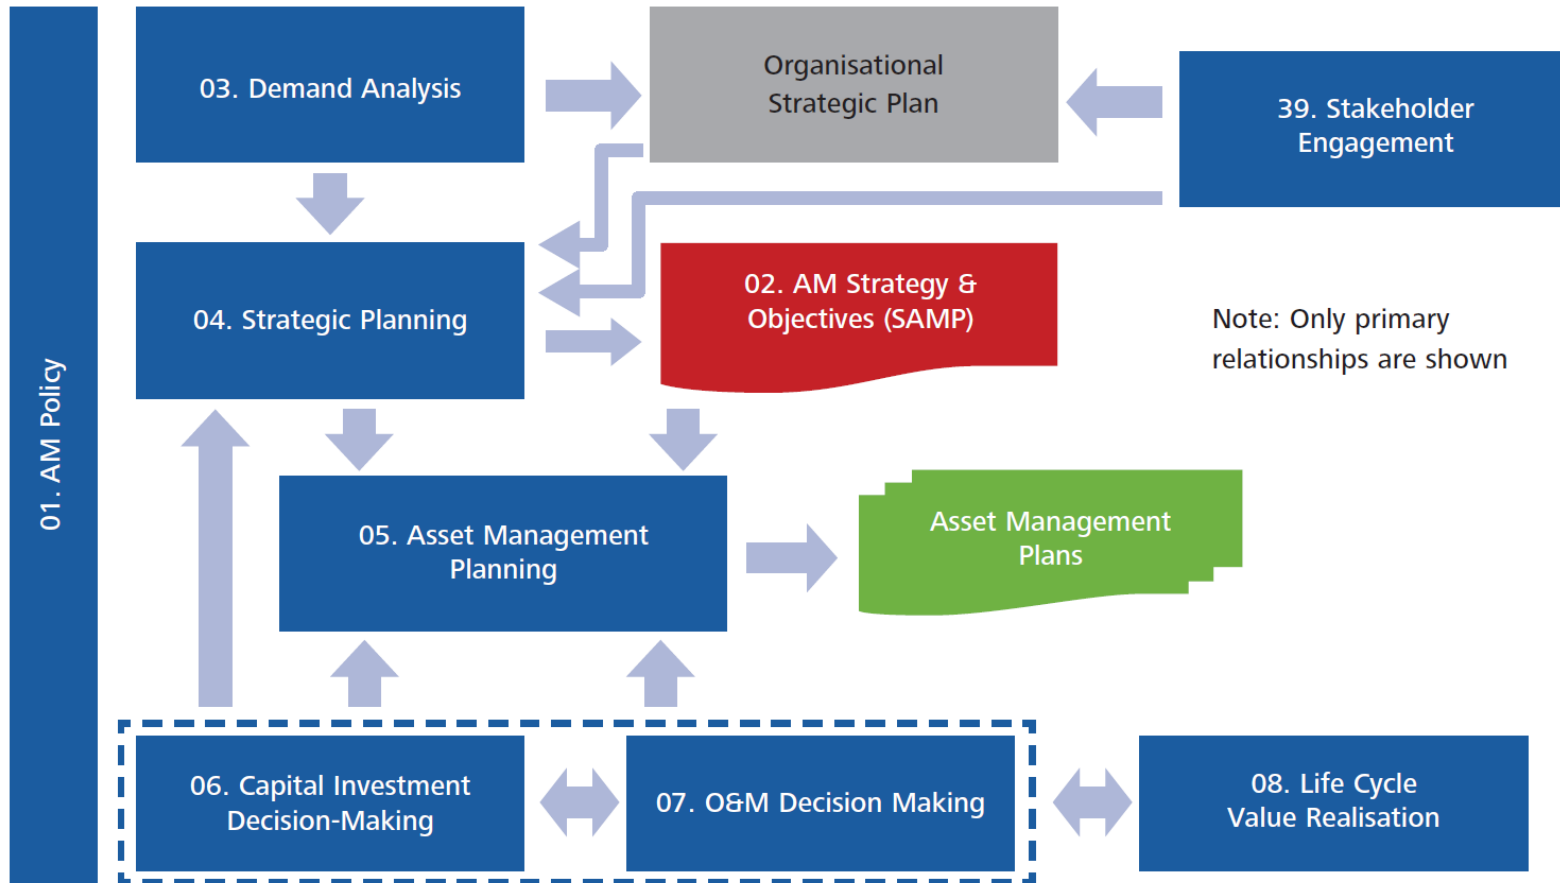 01. AM Policy
03. Demand Analysis
Organisational
Strategic Plan
39. Stakeholder
Engagement
04. Strategic Planning
02. AM Strategy &
Objectives (SAMP)
Note: Only primary
relationships are shown
05. Asset Management
Planning
Asset Management
Plans
06. Capital Investment
Decision-Making
07. O&M Decision Making
08. Life Cycle
Value Realisation